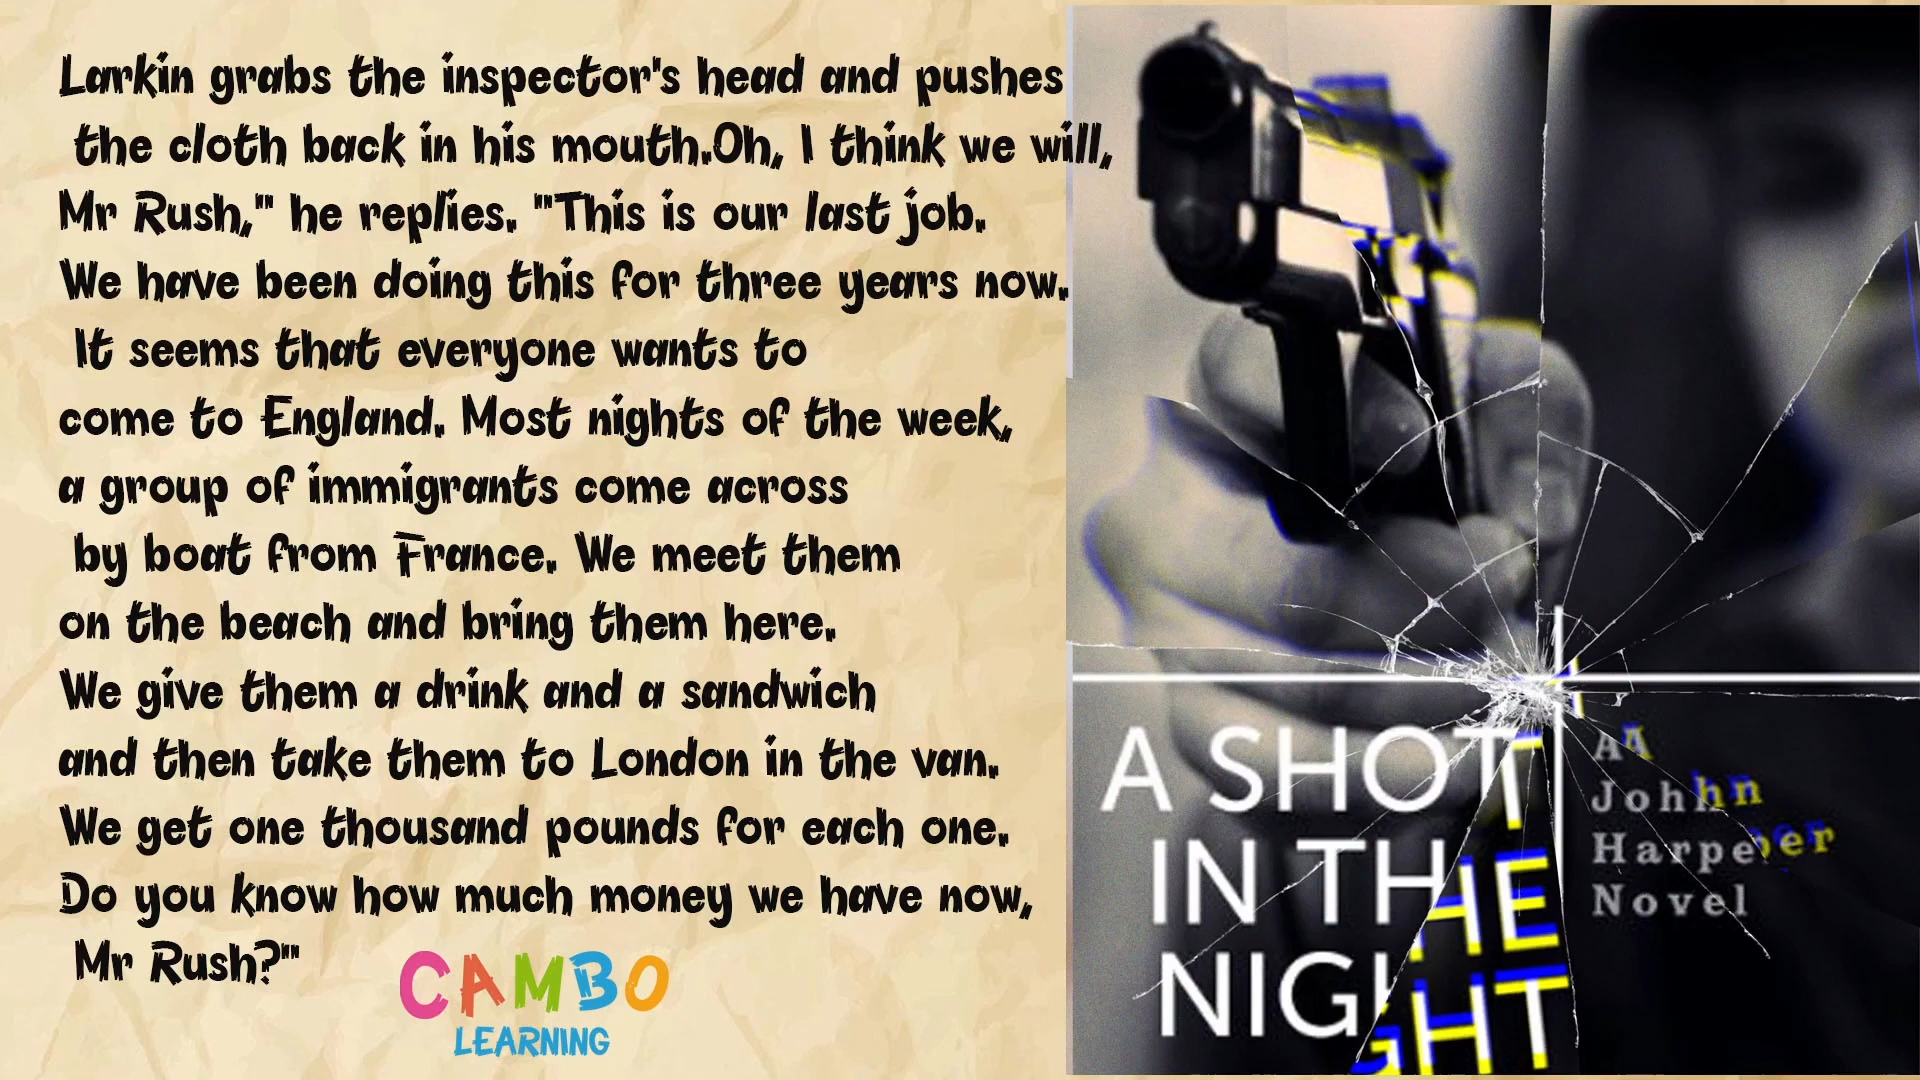 Larkin grabs the inspector's head and pushes
the cloth back in his mouth.Oh, I think we will,
Mr Rush,"' he replies. "'This is our last job.
We have been doing this for three years now.
It seems that everyone wants to
come to England. Most nights of the week,
a group of immigrants come across
by boat from France. We meet them
on the beach and bring them here.
We give them a drink and a sandwich
and then take them to London in the van.
We get one thousand pounds for each one.
Do you know how much money we have now,
Mr Rush?"'
CAMBO
LEARNING
A SHOT
IN THE
NIGHT
A
John
Harper
Novel